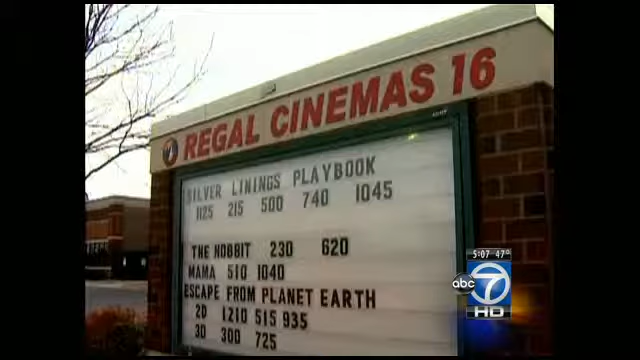 REGAL CINEMAS 16
SILVER LININGS PLAYBOOK
1125 215 500 740 1045
THE HOBBIT 230 620
MAMA 510 1040
ESCAPE FROM PLANET EARTH
2D 1210 515 935
3D 300 725
5:07 47°
abc 7
HD